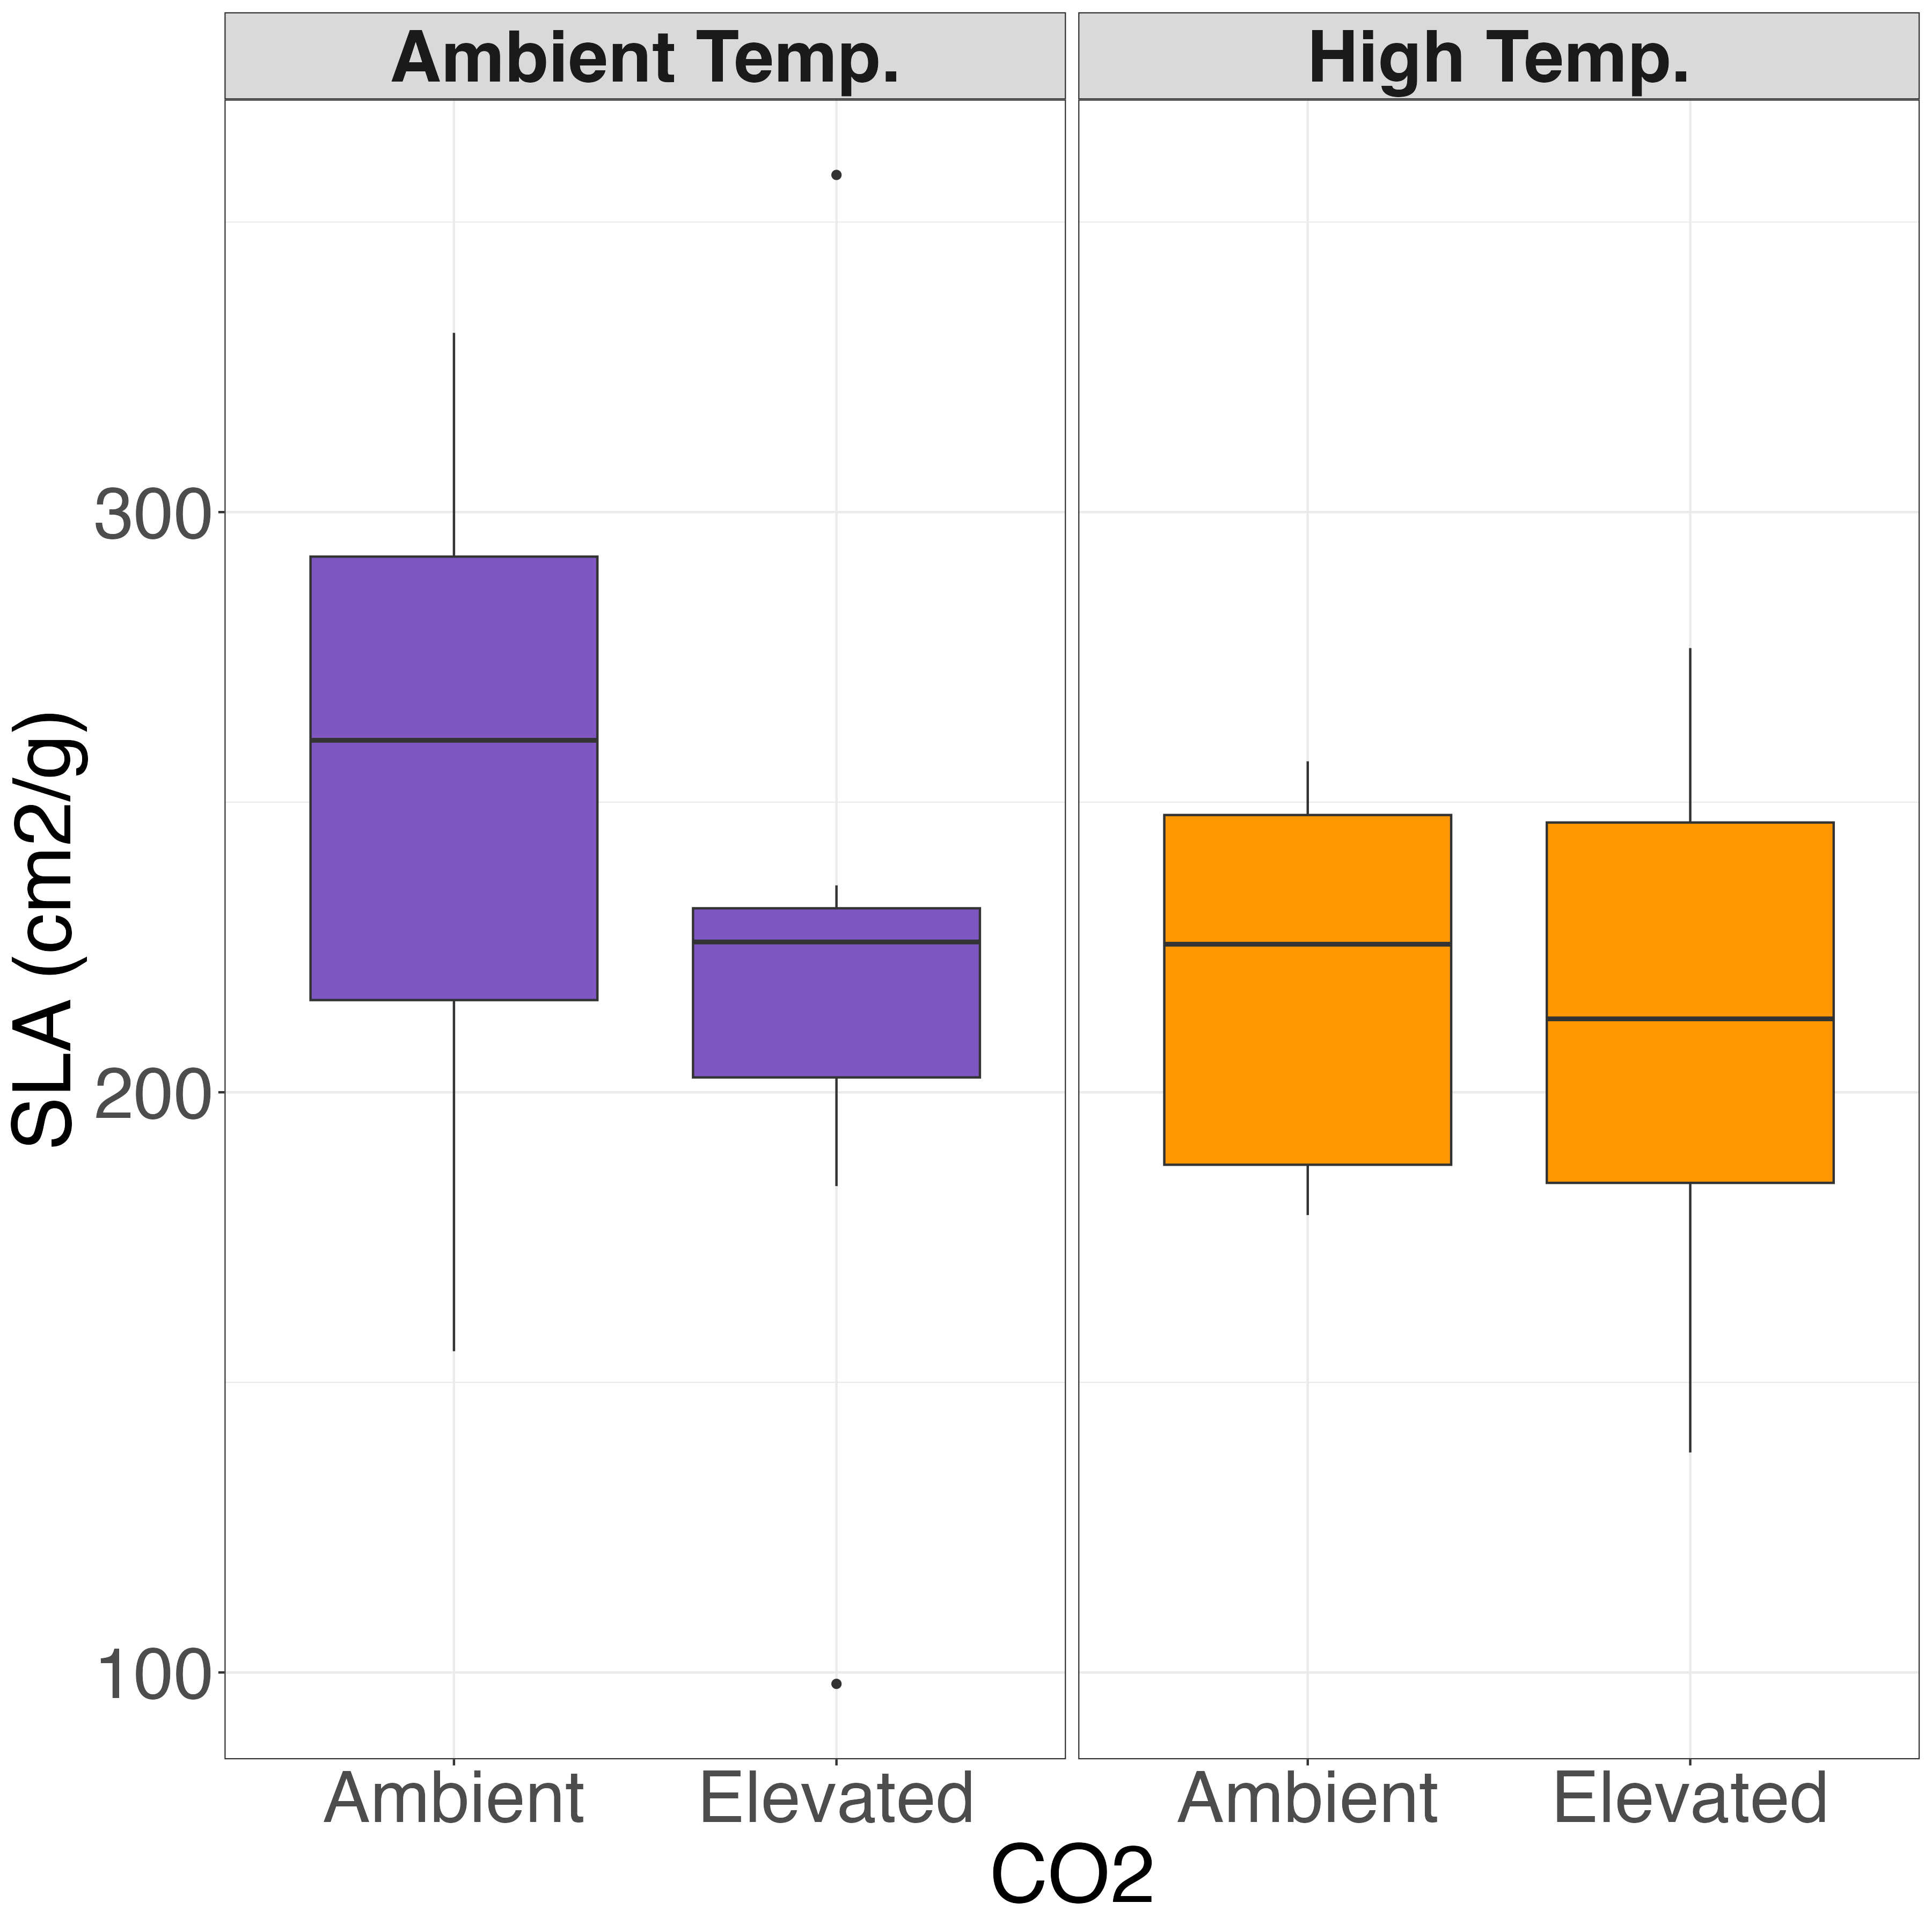 Ambient Temp.
High Temp.
SLA (cm2/g)
300
200
100
Ambient
Elevated
Ambient
Elevated
CO2